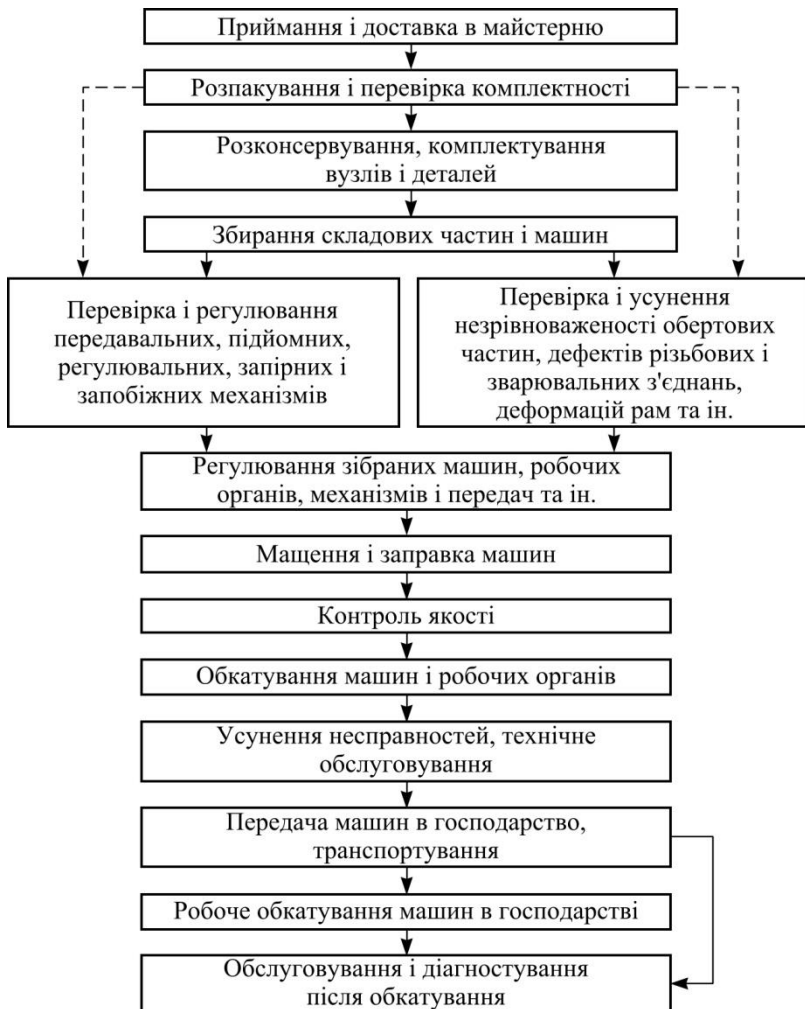 Приймання і доставка в майстерню
Розпакування і перевірка комплектності
Розконсервування, комплектування
вузлів і деталей
Збирання складових частин і машин
Перевірка і регулювання
передавальних, підйомних,
регулювальних, запірних і
запобіжних механізмів
Перевірка і усунення
незрівноваженості обертових
частин, дефектів різьбових і
зварювальних з'єднань,
деформацій рам та ін.
Регулювання зібраних машин, робочих
органів, механізмів і передач та ін.
Мащення і заправка машин
Контроль якості
Обкатування машин і робочих органів
Усунення несправностей, технічне
обслуговування
Передача машин в господарство,
транспортування
Робоче обкатування машин в господарстві
Обслуговування і діагностування
після обкатування